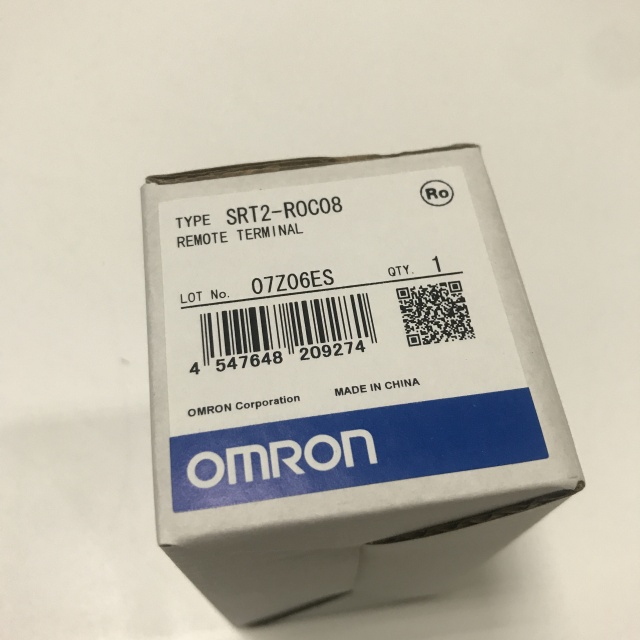 Ro
TYPE SRT2-ROC08
REMOTE TERMINAL
LOT No. 07Z06ES QTY. 1
4 547648 209274
OMRON Corporation MADE IN CHINA
OMRON